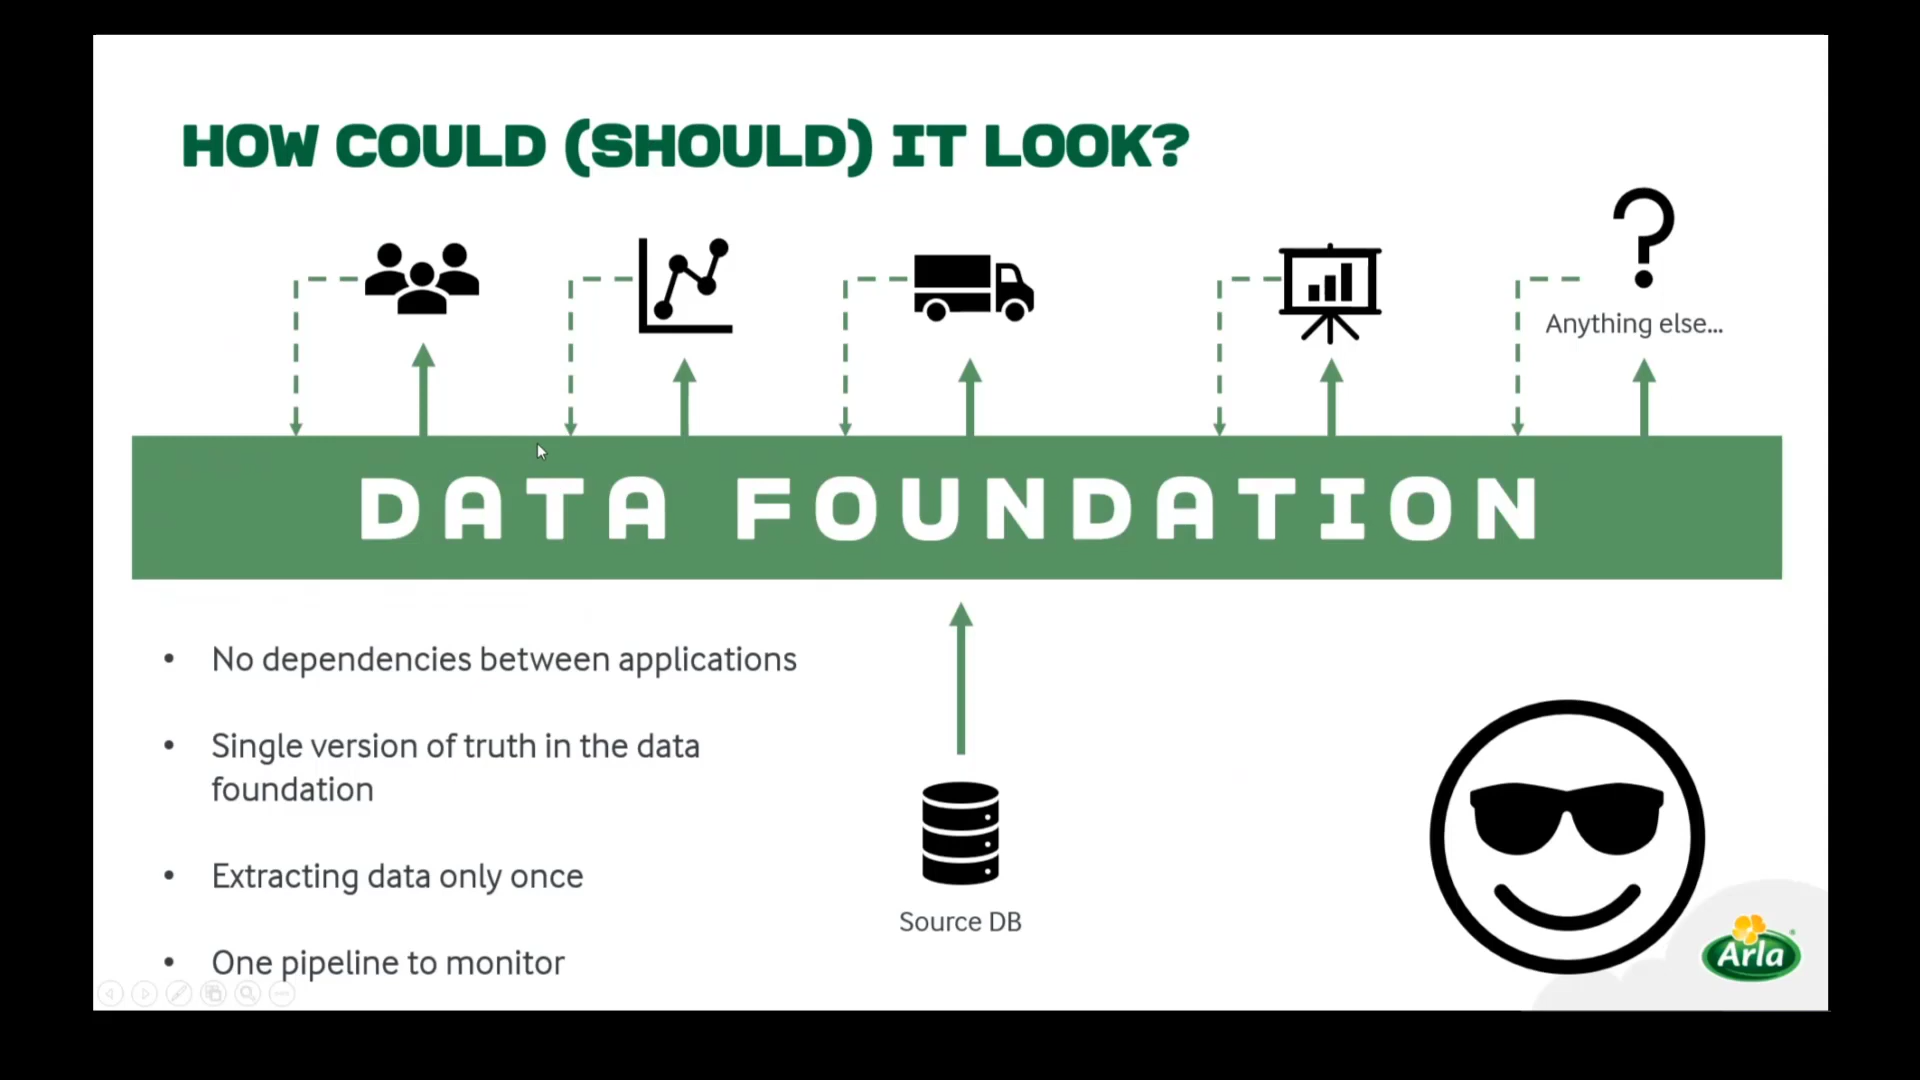 HOW COULD (SHOULD) IT LOOK?
?
Anything else...
DATA FOUNDATION
• No dependencies between applications
• Single version of truth in the data
foundation
• Extracting data only once
• One pipeline to monitor
Source DB
Arla